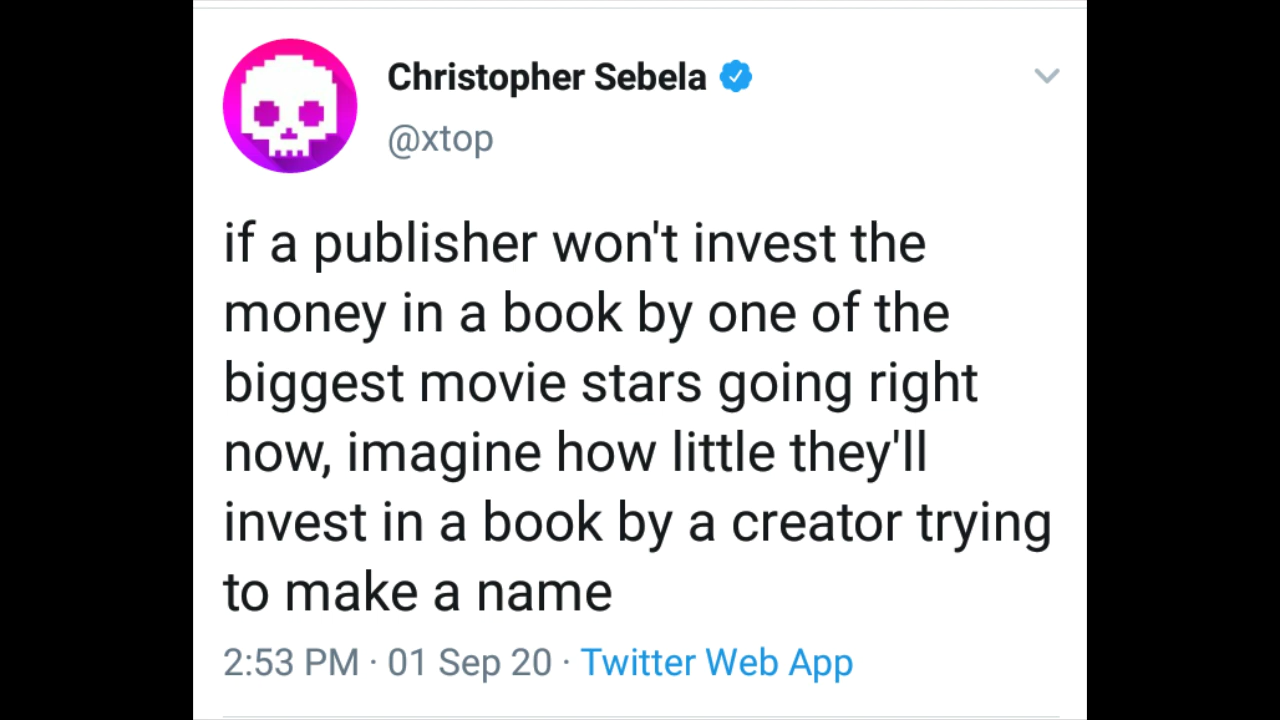 Christopher Sebela
@xtop
if a publisher won't invest the
money in a book by one of the
biggest movie stars going right
now, imagine how little they'll
invest in a book by a creator trying
to make a name
2:53 PM · 01 Sep 20 · Twitter Web App